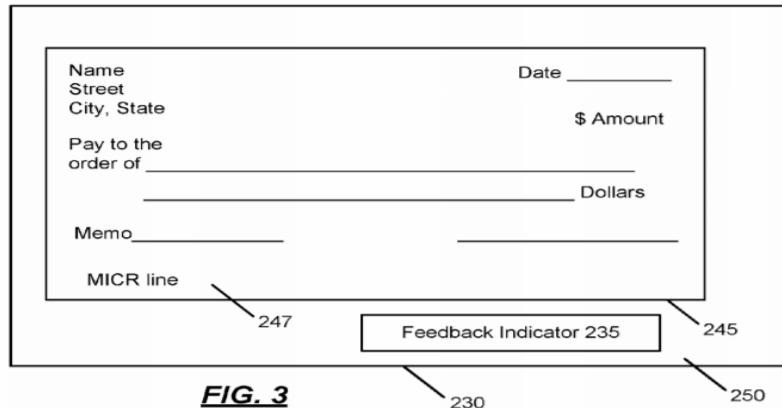 Name
Street
City, State
Date
$ Amount
Pay to the
order of
Dollars
Memo
MICR line
247
245
Feedback Indicator 235
250
FIG. 3
230